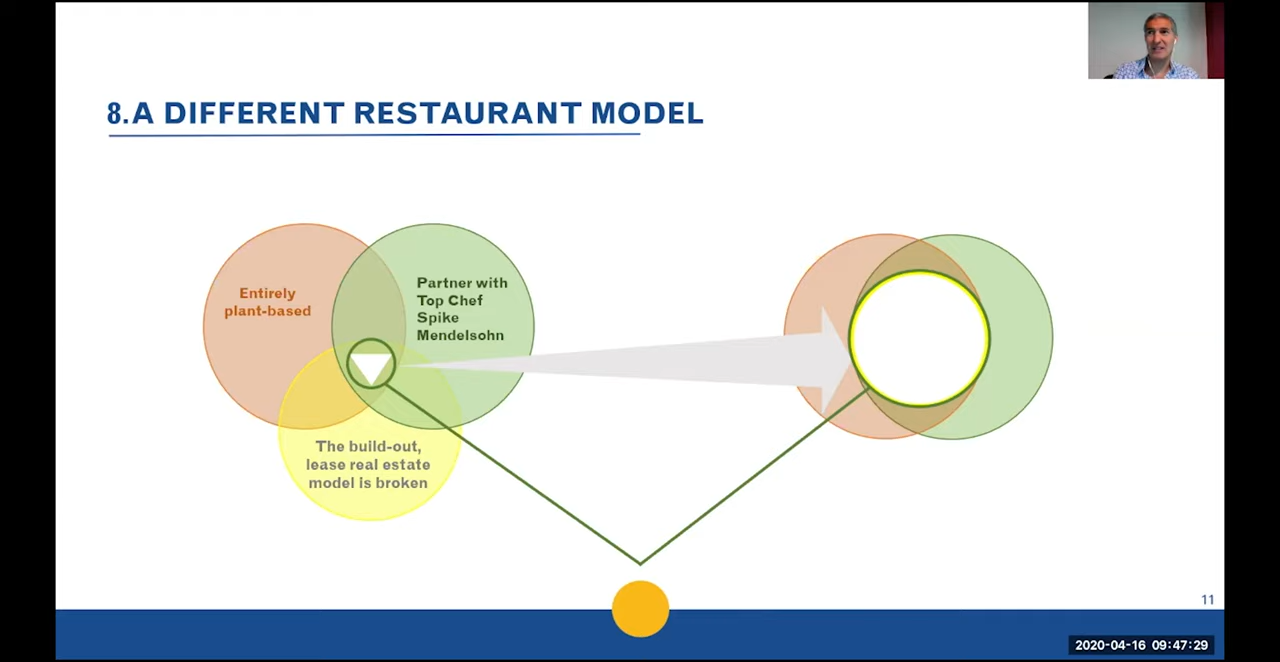 8. A DIFFERENT RESTAURANT MODEL
Entirely
plant-based
Partner with
Top Chef
Spike
Mendelsohn
The build-out,
lease real estate
model is broken
11
2020-04-16 09:47:29